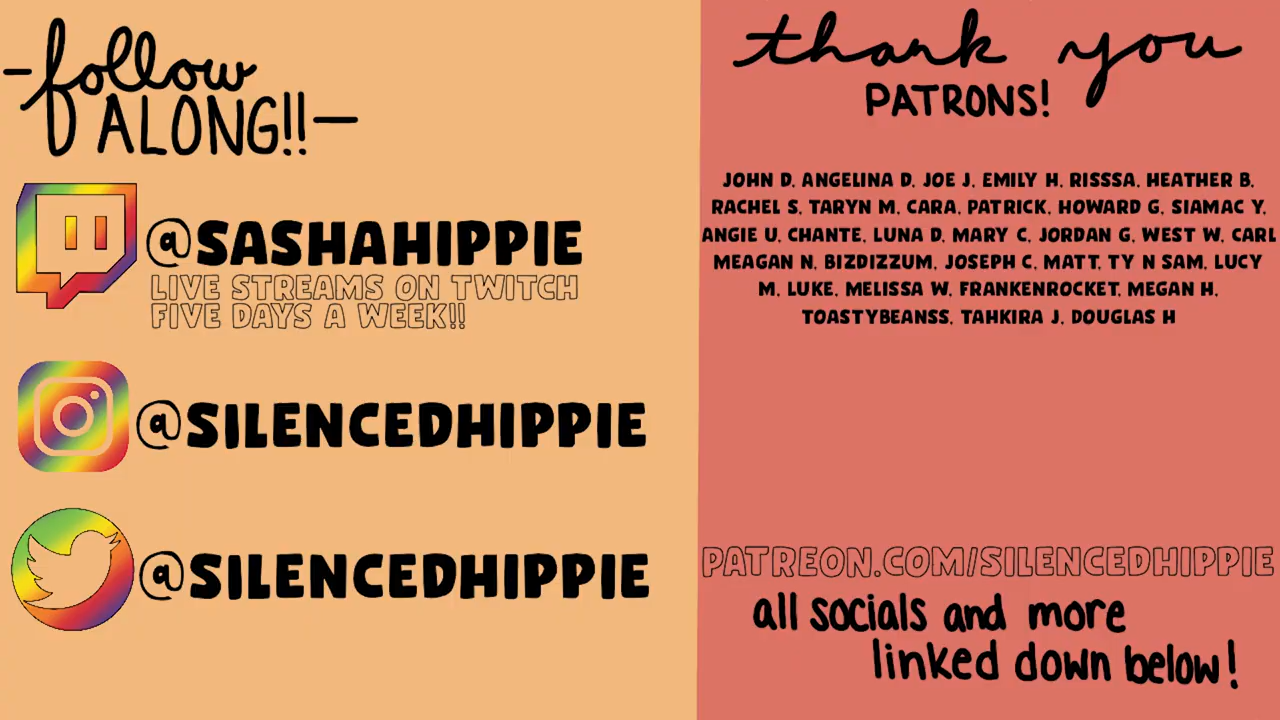 -follow
ALONG!!-
@SASHAHIPPIE
LIVE STREAMS ON TWITCH
FIVE DAYS A WEEK!!
@SILENCEDHIPPIE
@SILENCEDHIPPIE
thank you
PATRONS!
JOHN D, ANGELINA D, JOE J, EMILY H, RISSSA, HEATHER B,
RACHEL S, TARYN M, CARA, PATRICK, HOWARD G, SIAMAC Y,
ANGIE U, CHANTE, LUNA D, MARY C, JORDAN G, WEST W, CARL
MEAGAN N, BIZDIZZUM, JOSEPH C, MATT, TY N SAM, LUCY
M, LUKE, MELISSA W, FRANKENROCKET, MEGAN H,
TOASTYBEANSS, TAHKIRA J, DOUGLAS H
PATREON.COM/SILENCEDHIPPIE
all socials and more
linked down below!